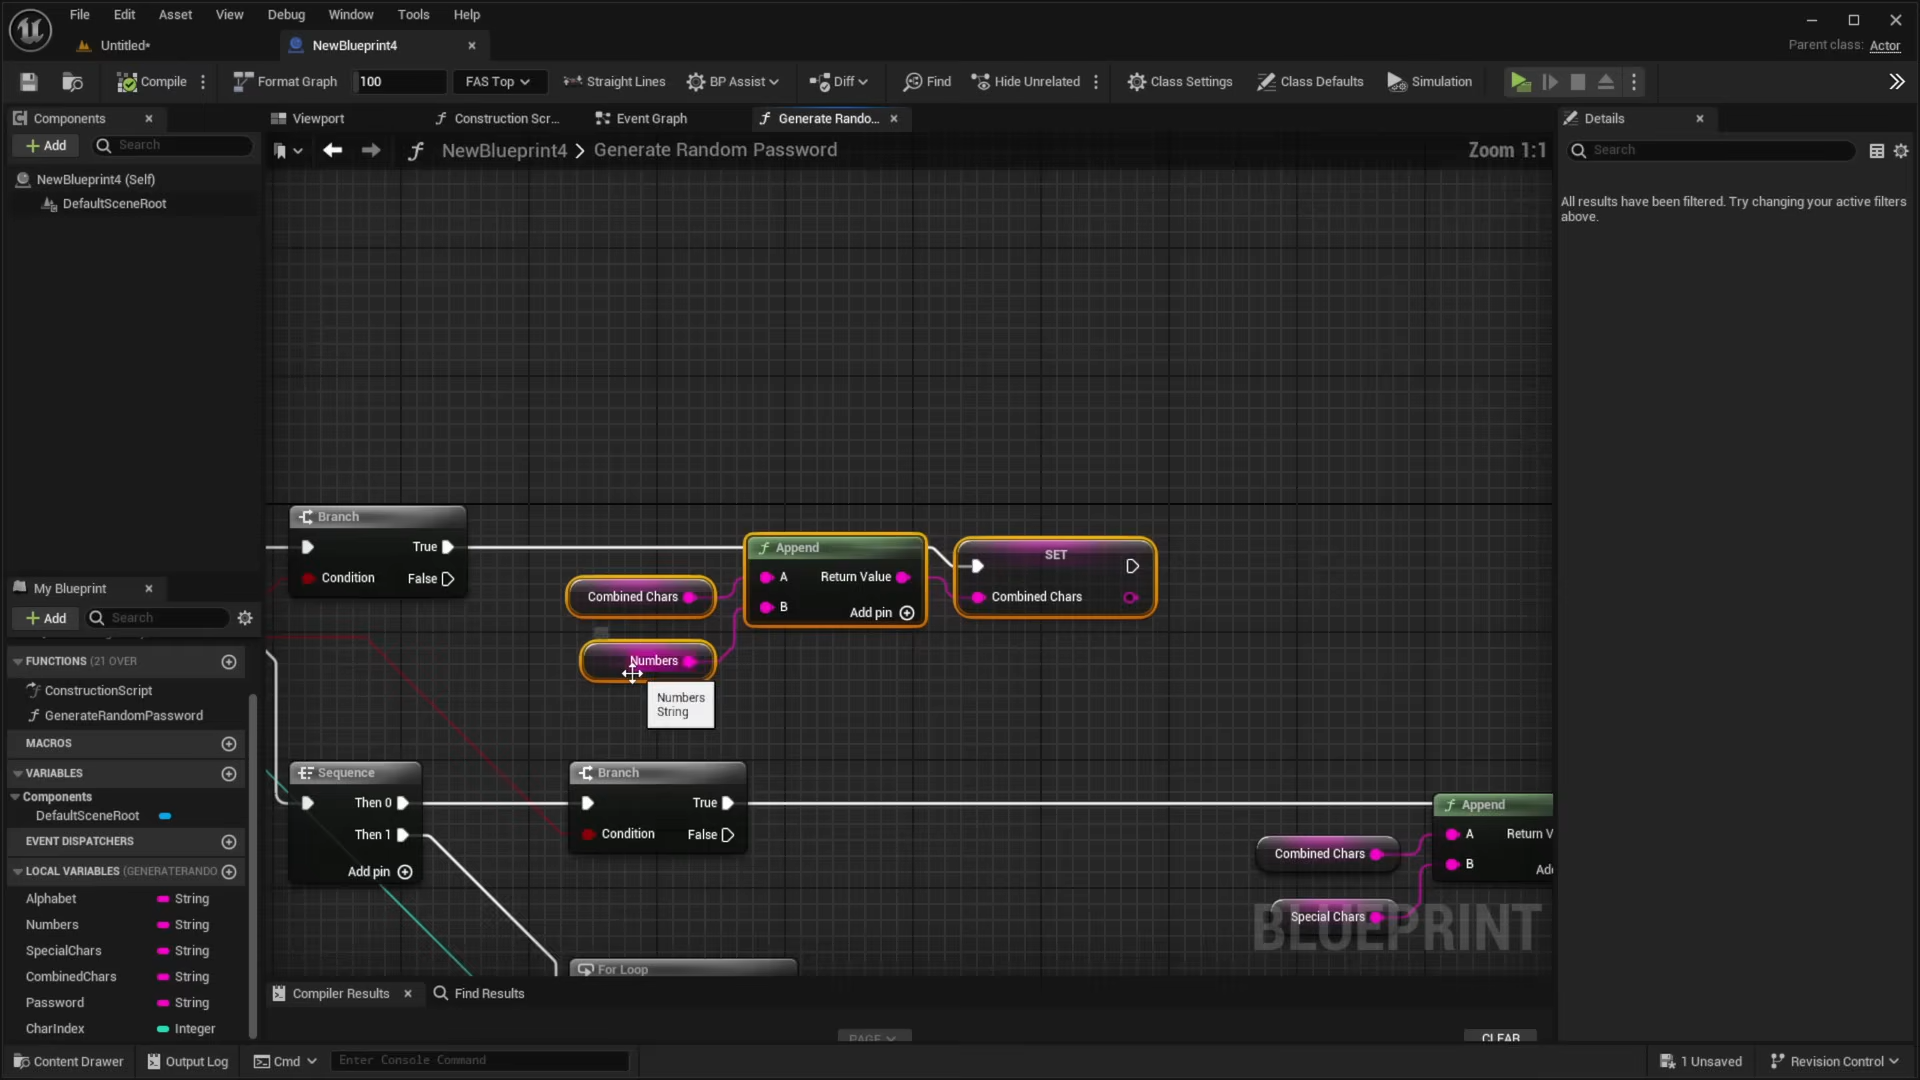 File Edit Asset View Debug Window Tools Help
Untitled*
NewBlueprint4
Parent class: Actor
Compile
Format Graph
100
FAS Top
Straight Lines
BP Assist
Diff
Find
Hide Unrelated
Class Settings
Class Defaults
Simulation
Components
Add
Search
NewBlueprint4 (Self)
DefaultSceneRoot
Viewport
Construction Scr...
Event Graph
Generate Rando...
NewBlueprint4 > Generate Random Password
Zoom 1:1
Details
Search
All results have been filtered. Try changing your active filters
above.
Branch
True
Condition
False
Combined Chars
Numbers
Append
A
Return Value
B
Add pin
SET
Combined Chars
Numbers
String
Sequence
Then 0
Then 1
Add pin
Branch
True
Condition
False
Append
A
Return V
B
Combined Chars
Special Chars
BLUEPRINT
For Loop
My Blueprint
Add
Search
FUNCTIONS (21 OVER
ConstructionScript
GenerateRandomPassword
MACROS
VARIABLES
Components
DefaultSceneRoot
EVENT DISPATCHERS
LOCAL VARIABLES (GENERATERANDO
Alphabet String
Numbers String
SpecialChars String
CombinedChars String
Password String
CharIndex Integer
Compiler Results
Find Results
PAGE
CLEAR
Content Drawer
Output Log
Cmd
Enter Console Command
1 Unsaved
Revision Control